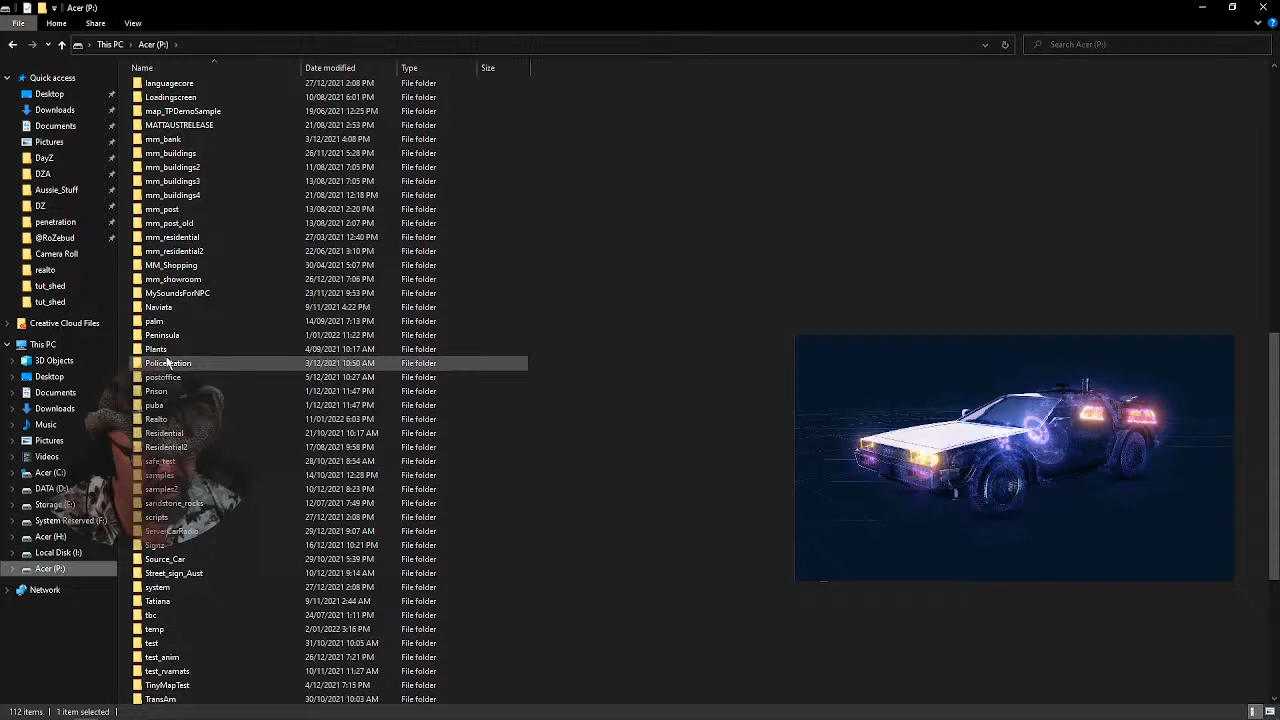 Acer (P:)
File Home Share View
This PC Acer (P:) Search Acer (P:)
Name Date modified Type Size
Quick access
Desktop
Downloads
Documents
Pictures
DayZ
DZA
Aussie_Stuff
DZ
penetration
@RoZebud
Camera Roll
realto
tut_shed
tut_shed
Creative Cloud Files
This PC
3D Objects
Desktop
Documents
Downloads
Music
Pictures
Videos
Acer (C:)
DATA (D:)
Storage (E:)
System Reserved (F:)
Acer (H:)
Local Disk (I:)
Acer (P:)
Network
languagecore 27/12/2021 2:08 PM File folder
Loadingscreen 10/08/2021 6:01 PM File folder
map_TPDemoSample 19/06/2021 12:25 PM File folder
MATTAUSTRELEASE 21/08/2021 2:53 PM File folder
mm_bank 3/12/2021 4:08 PM File folder
mm_buildings 26/11/2021 5:28 PM File folder
mm_buildings2 11/08/2021 7:05 PM File folder
mm_buildings3 13/08/2021 7:05 PM File folder
mm_buildings4 21/08/2021 12:18 PM File folder
mm_post 13/08/2021 2:20 PM File folder
mm_post_old 13/08/2021 2:07 PM File folder
mm_residential 27/03/2021 12:40 PM File folder
mm_residential2 22/06/2021 3:10 PM File folder
MM_Shopping 30/04/2021 5:07 PM File folder
mm_showroom 26/12/2021 7:06 PM File folder
MySoundsForNPC 23/11/2021 9:53 PM File folder
Naviata 9/11/2021 4:22 PM File folder
palm 14/09/2021 7:13 PM File folder
Peninsula 1/01/2022 11:22 PM File folder
Plants 4/09/2021 10:17 AM File folder
Policestation 3/12/2021 10:50 AM File folder
postoffice 5/12/2021 10:27 AM File folder
Prison 1/12/2021 11:47 PM File folder
puba 1/12/2021 11:47 PM File folder
Realto 11/01/2022 6:03 PM File folder
Residential 21/10/2021 10:17 AM File folder
Residential2 17/08/2021 9:58 PM File folder
safe_test 28/10/2021 8:54 AM File folder
samples 14/10/2021 12:28 PM File folder
samples2 10/12/2021 8:23 PM File folder
sandstone_rocks 12/07/2021 7:49 PM File folder
scripts 27/12/2021 2:08 PM File folder
ServerCarRadio 29/12/2021 9:07 AM File folder
Signz 16/12/2021 10:21 PM File folder
Source_Car 29/10/2021 5:39 PM File folder
Street_sign_Aust 10/12/2021 9:14 AM File folder
system 27/12/2021 2:08 PM File folder
Tatiana 9/11/2021 2:44 AM File folder
tbc 24/07/2021 1:11 PM File folder
temp 2/01/2022 3:16 PM File folder
test 31/10/2021 10:05 AM File folder
test_anim 26/12/2021 7:21 PM File folder
test_rvamats 10/11/2021 11:27 AM File folder
TinyMapTest 4/12/2021 7:15 PM File folder
TransAm 30/10/2021 10:03 AM File folder
112 items 1 item selected